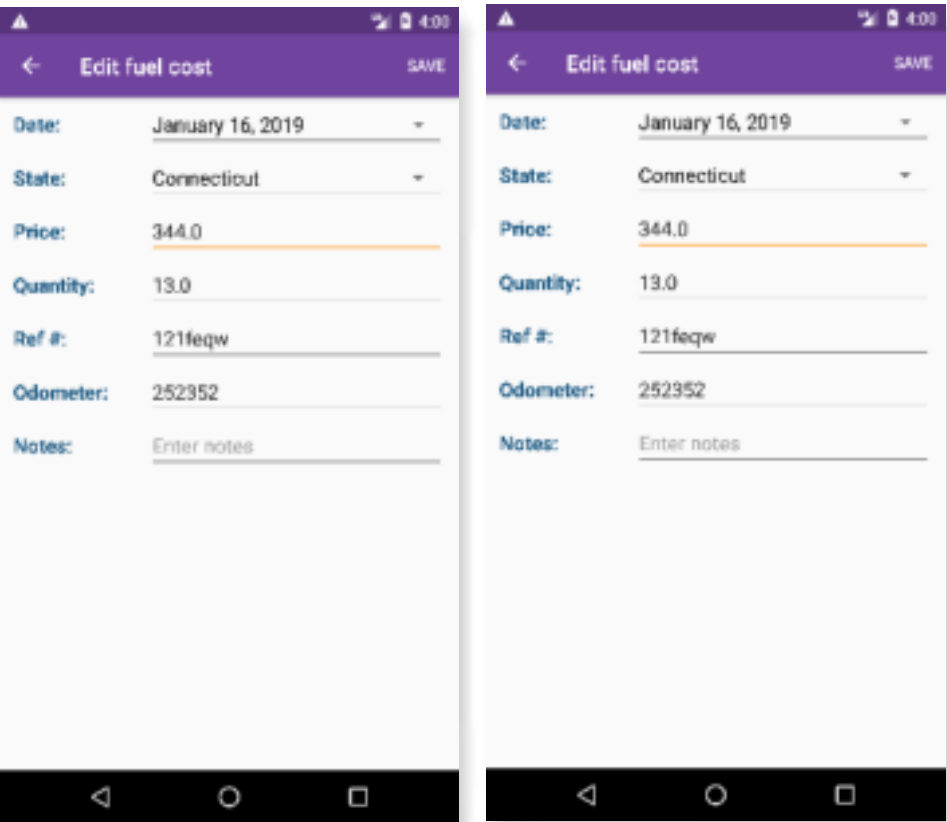 4:00
Edit fuel cost SAVE
Date: January 16, 2019
State: Connecticut
Price: 344.0
Quantity: 13.0
Ref #: 121feqw
Odometer: 252352
Notes: Enter notes
4:00
Edit fuel cost SAVE
Date: January 16, 2019
State: Connecticut
Price: 344.0
Quantity: 13.0
Ref #: 121feqw
Odometer: 252352
Notes: Enter notes